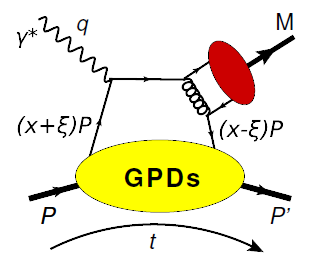 γ* q M
(x+ξ)P (x-ξ)P
GPDs
P P'
t